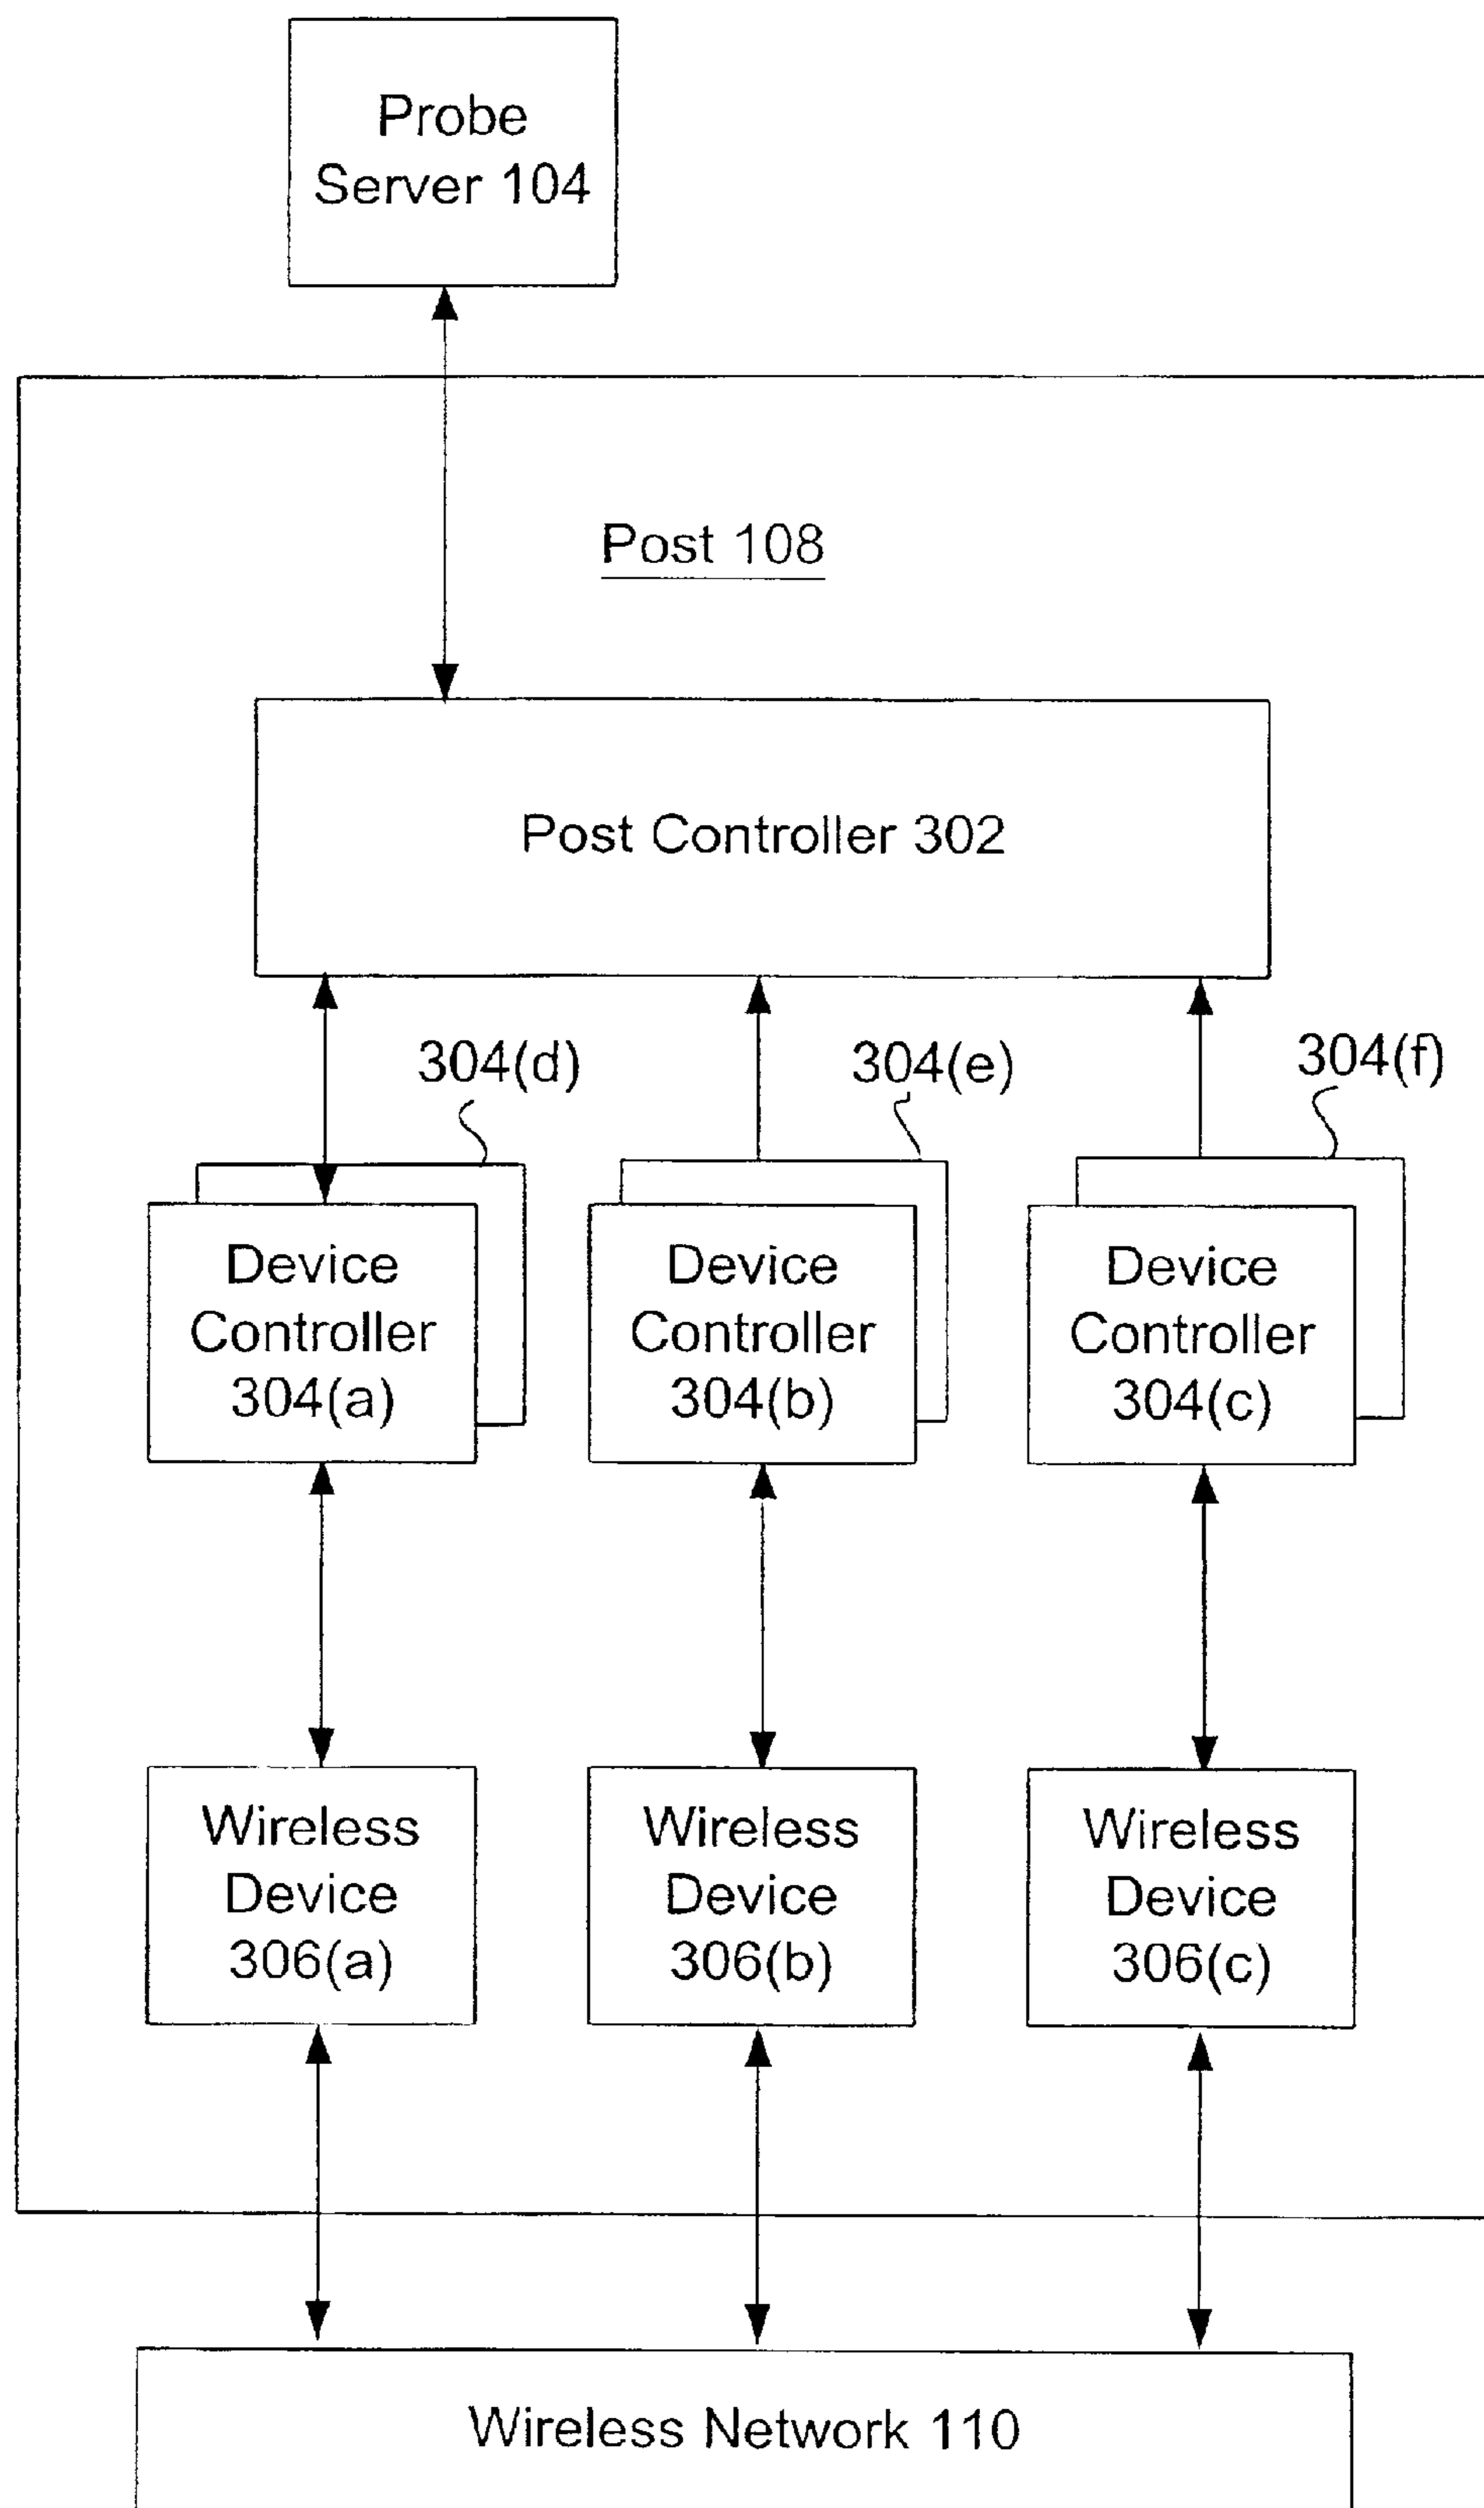 Probe
Server 104
Post 108
Post Controller 302
304(d)
304(e)
304(f)
Device
Controller
304(a)
Device
Controller
304(b)
Device
Controller
304(c)
Wireless
Device
306(a)
Wireless
Device
306(b)
Wireless
Device
306(c)
Wireless Network 110